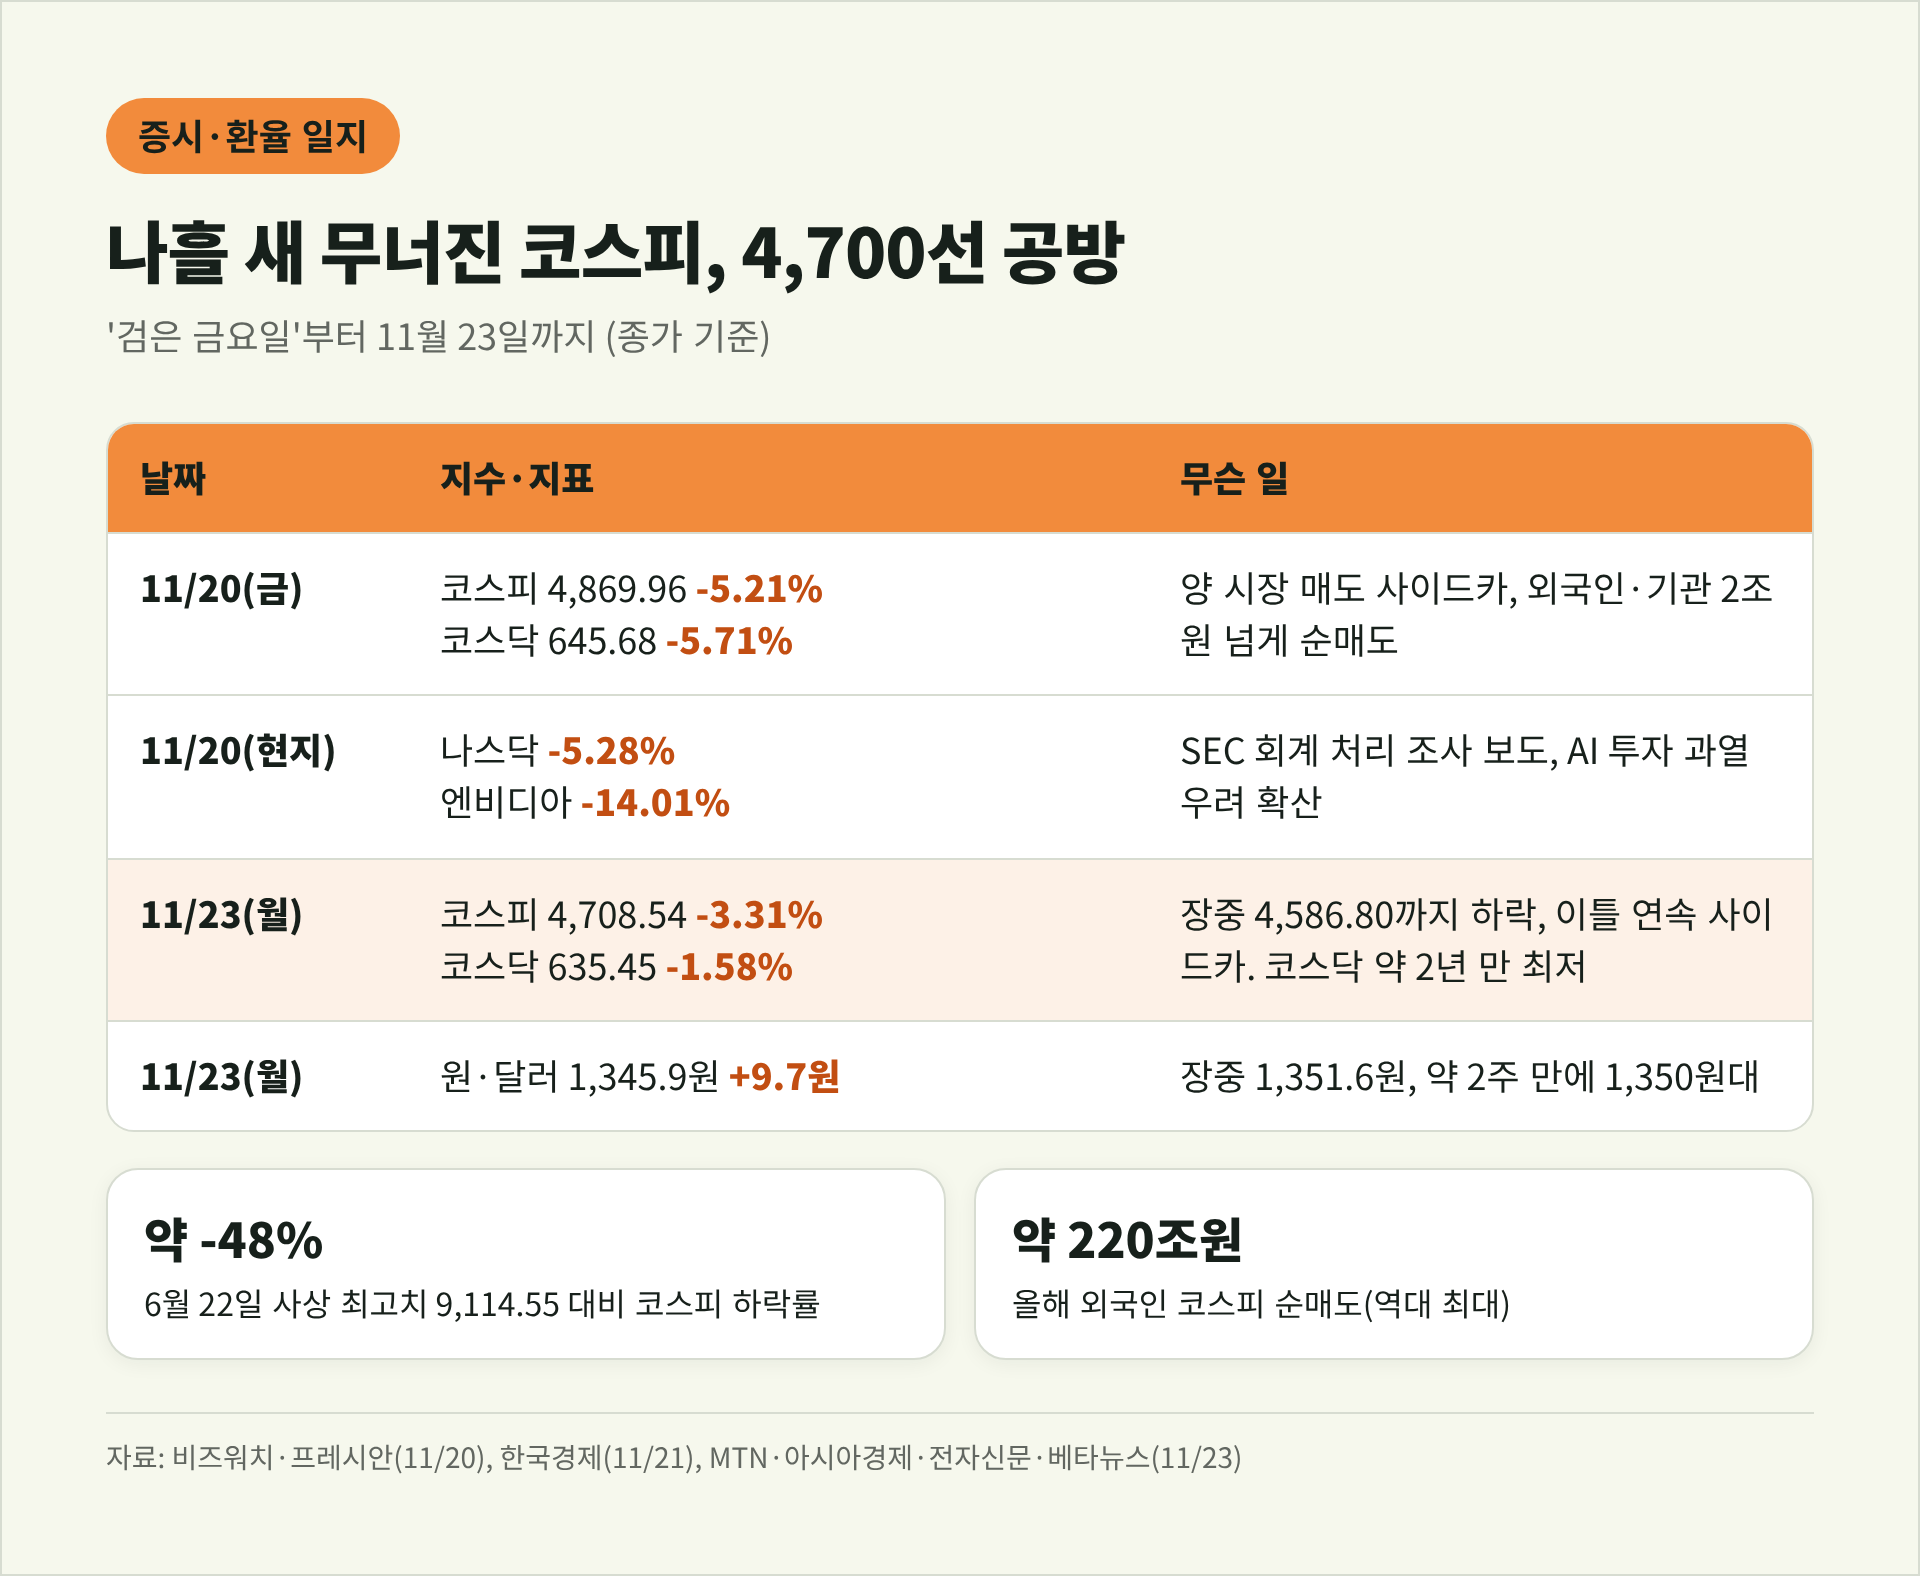 증시·환율 일지
나흘 새 무너진 코스피, 4,700선 공방
'검은 금요일'부터 11월 23일까지 (종가 기준)
날짜 지수·지표 무슨 일
11/20(금) 코스피 4,869.96 -5.21% 양 시장 매도 사이드카, 외국인·기관 2조
코스닥 645.68 -5.71% 원 넘게 순매도
11/20(현지) 나스닥 -5.28% SEC 회계 처리 조사 보도, AI 투자 과열
엔비디아 -14.01% 우려 확산
11/23(월) 코스피 4,708.54 -3.31% 장중 4,586.80까지 하락, 이틀 연속 사이
코스닥 635.45 -1.58% 드카. 코스닥 약 2년 만 최저
11/23(월) 원·달러 1,345.9원 +9.7원 장중 1,351.6원, 약 2주 만에 1,350원대
약 -48%
6월 22일 사상 최고치 9,114.55 대비 코스피 하락률
약 220조원
올해 외국인 코스피 순매도(역대 최대)
자료: 비즈워치·프레시안(11/20), 한국경제(11/21), MTN·아시아경제·전자신문·베타뉴스(11/23)